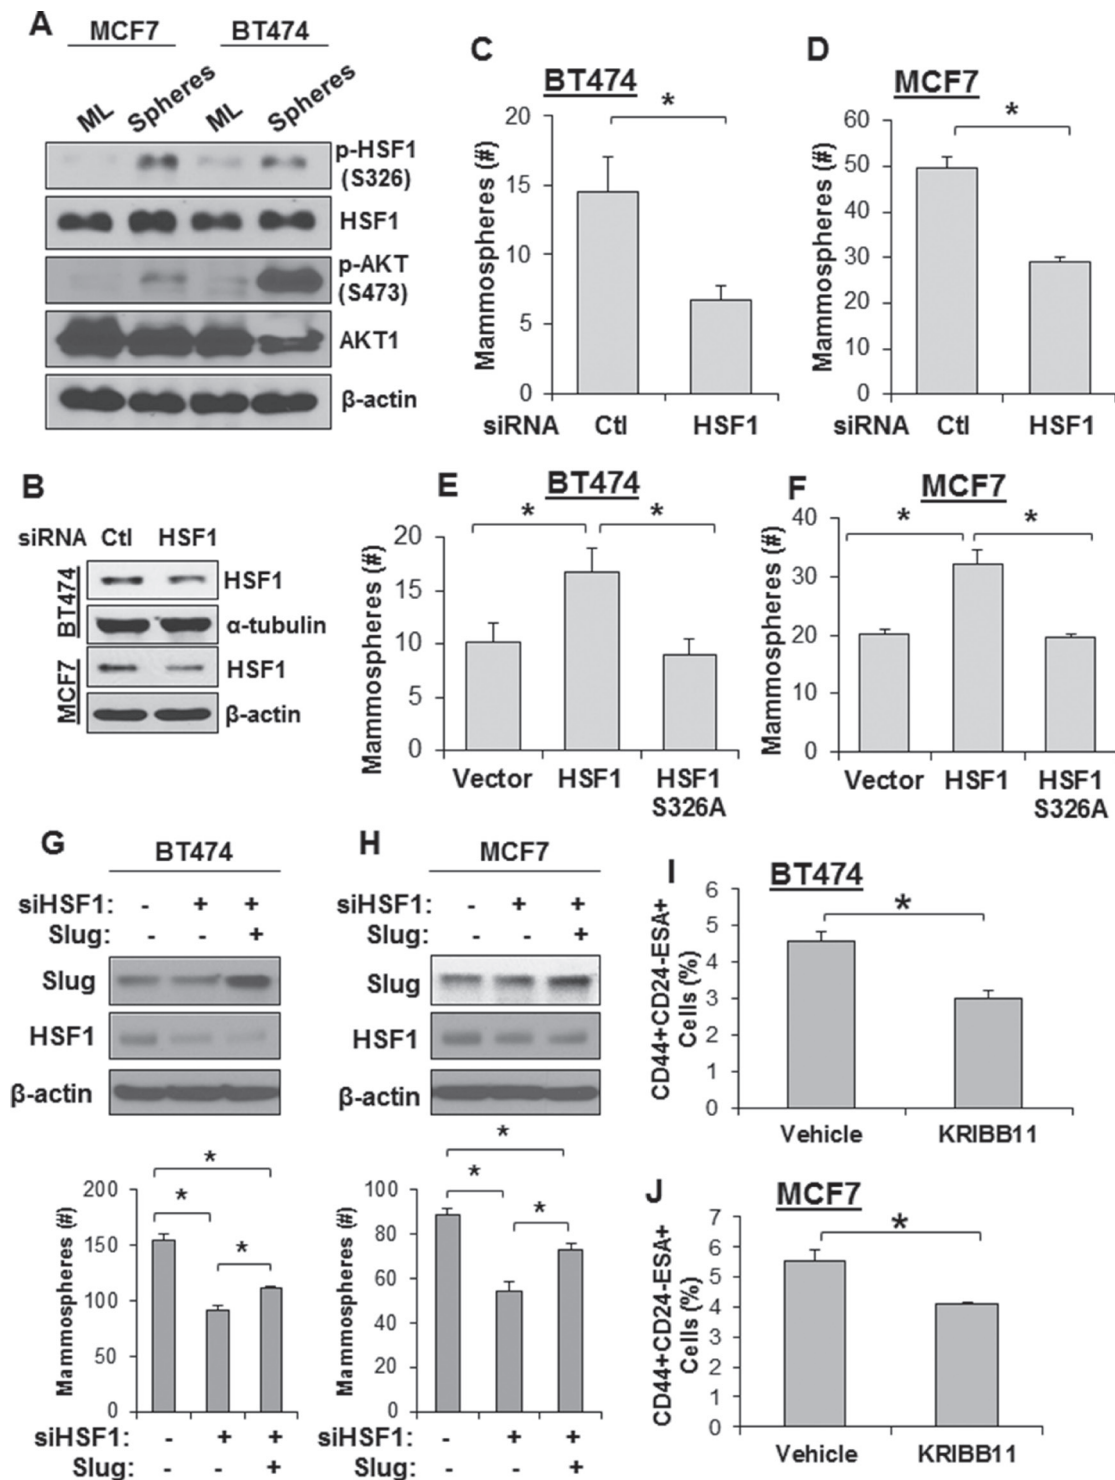 A
MCF7 BT474
ML Spheres ML Spheres
p-HSF1
(S326)
HSF1
p-AKT
(S473)
AKT1
β-actin
B
siRNA Ctl HSF1
BT474
HSF1
α-tubulin
MCF7
HSF1
β-actin
C
BT474
*
Mammospheres (#)
20
15
10
5
0
siRNA Ctl HSF1
D
MCF7
*
Mammospheres (#)
60
50
40
30
20
10
0
siRNA Ctl HSF1
E
BT474
* *
Mammospheres (#)
20
15
10
5
0
Vector HSF1 HSF1
S326A
F
MCF7
* *
Mammospheres (#)
40
30
20
10
0
Vector HSF1 HSF1
S326A
G
BT474
siHSF1: - + +
Slug: - - +
Slug
HSF1
β-actin
*
* *
Mammospheres (#)
200
150
100
50
0
siHSF1: - + +
Slug: - - +
H
MCF7
siHSF1: - + +
Slug: - - +
Slug
HSF1
β-actin
*
* *
Mammospheres (#)
100
80
60
40
20
0
siHSF1: - + +
Slug: - - +
I
BT474
*
CD44+CD24-ESA+
Cells (%)
6
5
4
3
2
1
0
Vehicle KRIBB11
J
MCF7
*
CD44+CD24-ESA+
Cells (%)
7
6
5
4
3
2
1
0
Vehicle KRIBB11